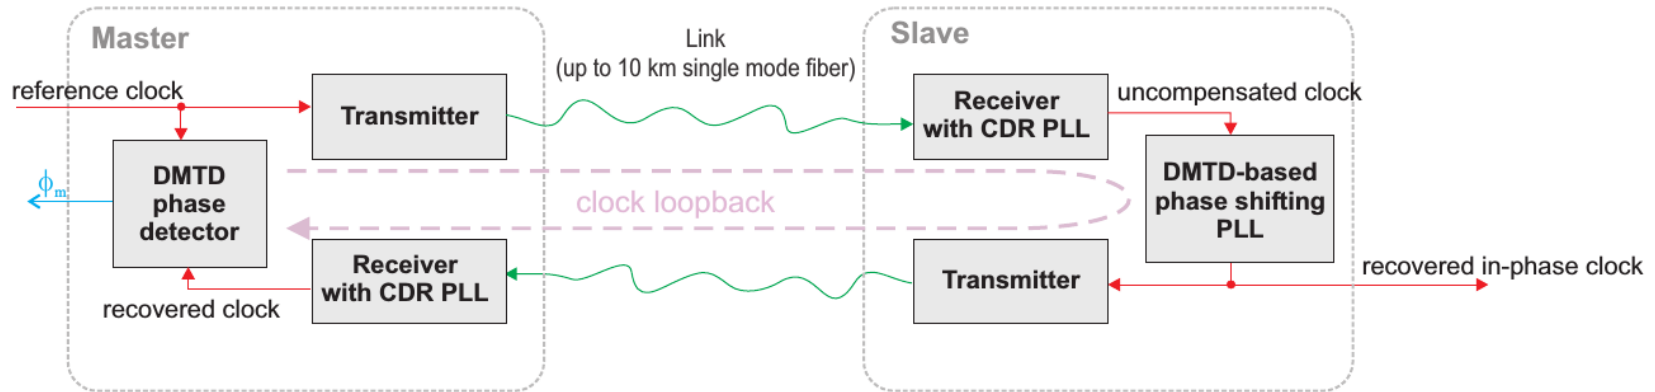 Master
reference clock
Transmitter
DMTD
phase
detector
ϕm
Receiver
with CDR PLL
recovered clock
Link
(up to 10 km single mode fiber)
clock loopback
Slave
Receiver
with CDR PLL
uncompensated clock
DMTD-based
phase shifting
PLL
Transmitter
recovered in-phase clock